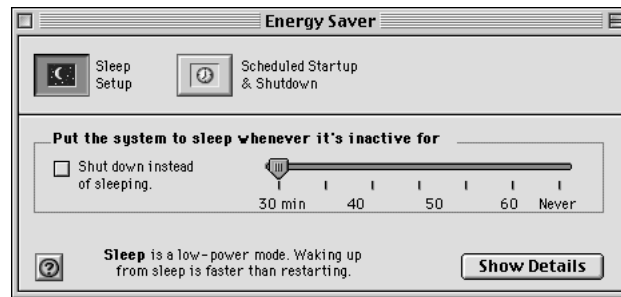 Energy Saver
Sleep
Setup
Scheduled Startup
& Shutdown
Put the system to sleep whenever it's inactive for
Shut down instead
of sleeping.
30 min 40 50 60 Never
Sleep is a low-power mode. Waking up
from sleep is faster than restarting.
?
Show Details